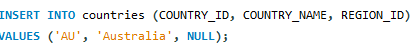 INSERT INTO countries (COUNTRY_ID, COUNTRY_NAME, REGION_ID)
VALUES ('AU', 'Australia', NULL);